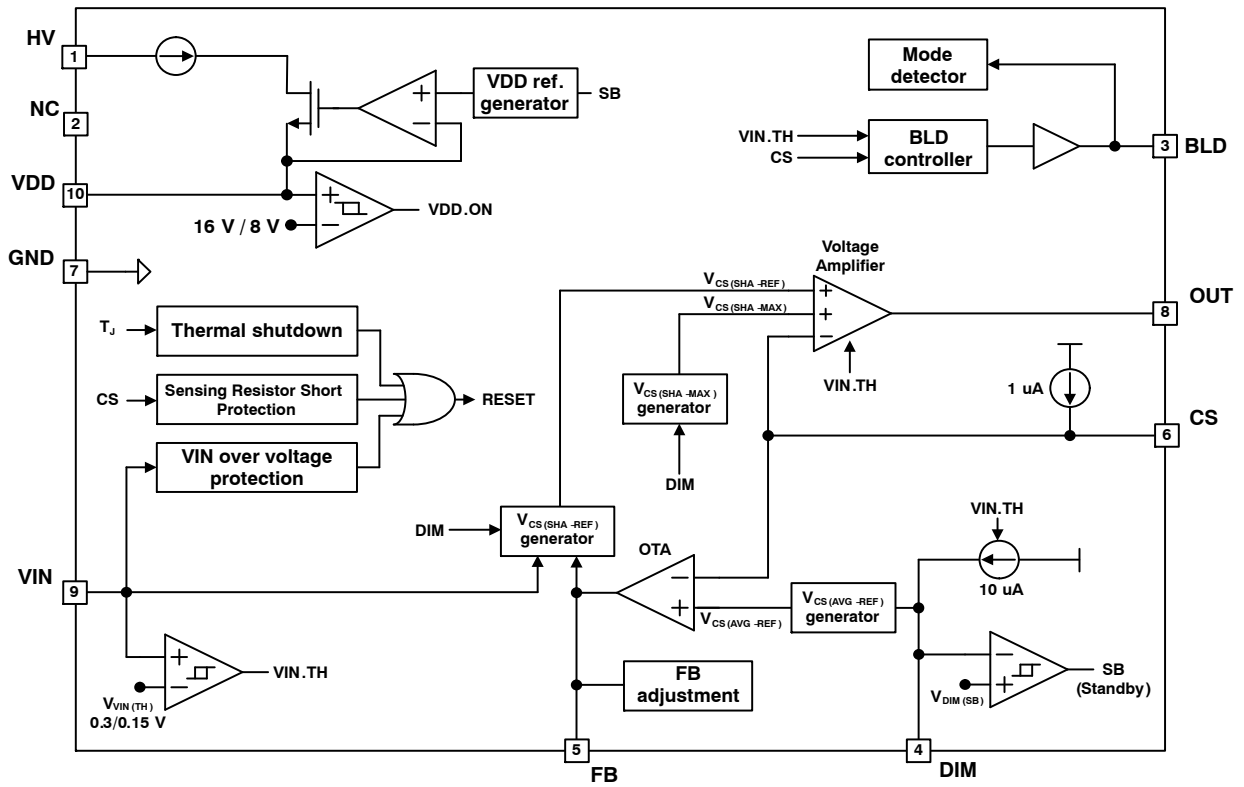 HV
1
NC
2
VDD
10
GND
7
VDD ref.
generator
SB
+
−
+
−
16 V / 8 V
VDD.ON
Mode
detector
VIN.TH
CS
BLD
controller
3
BLD
Voltage
Amplifier
VCS(SHA -REF)
VCS(SHA -MAX)
+
+
−
VIN.TH
8
OUT
TJ
Thermal shutdown
CS
Sensing Resistor Short
Protection
VIN over voltage
protection
RESET
VCS(SHA -MAX)
generator
DIM
1 uA
6
CS
DIM
VCS(SHA -REF)
generator
OTA
−
+
VCS(AVG -REF)
VCS(AVG -REF)
generator
VIN.TH
10 uA
VIN
9
+
−
VIN.TH
VVIN(TH)
0.3/0.15 V
FB
adjustment
−
+
VDIM(SB)
SB
(Standby)
5
FB
4
DIM